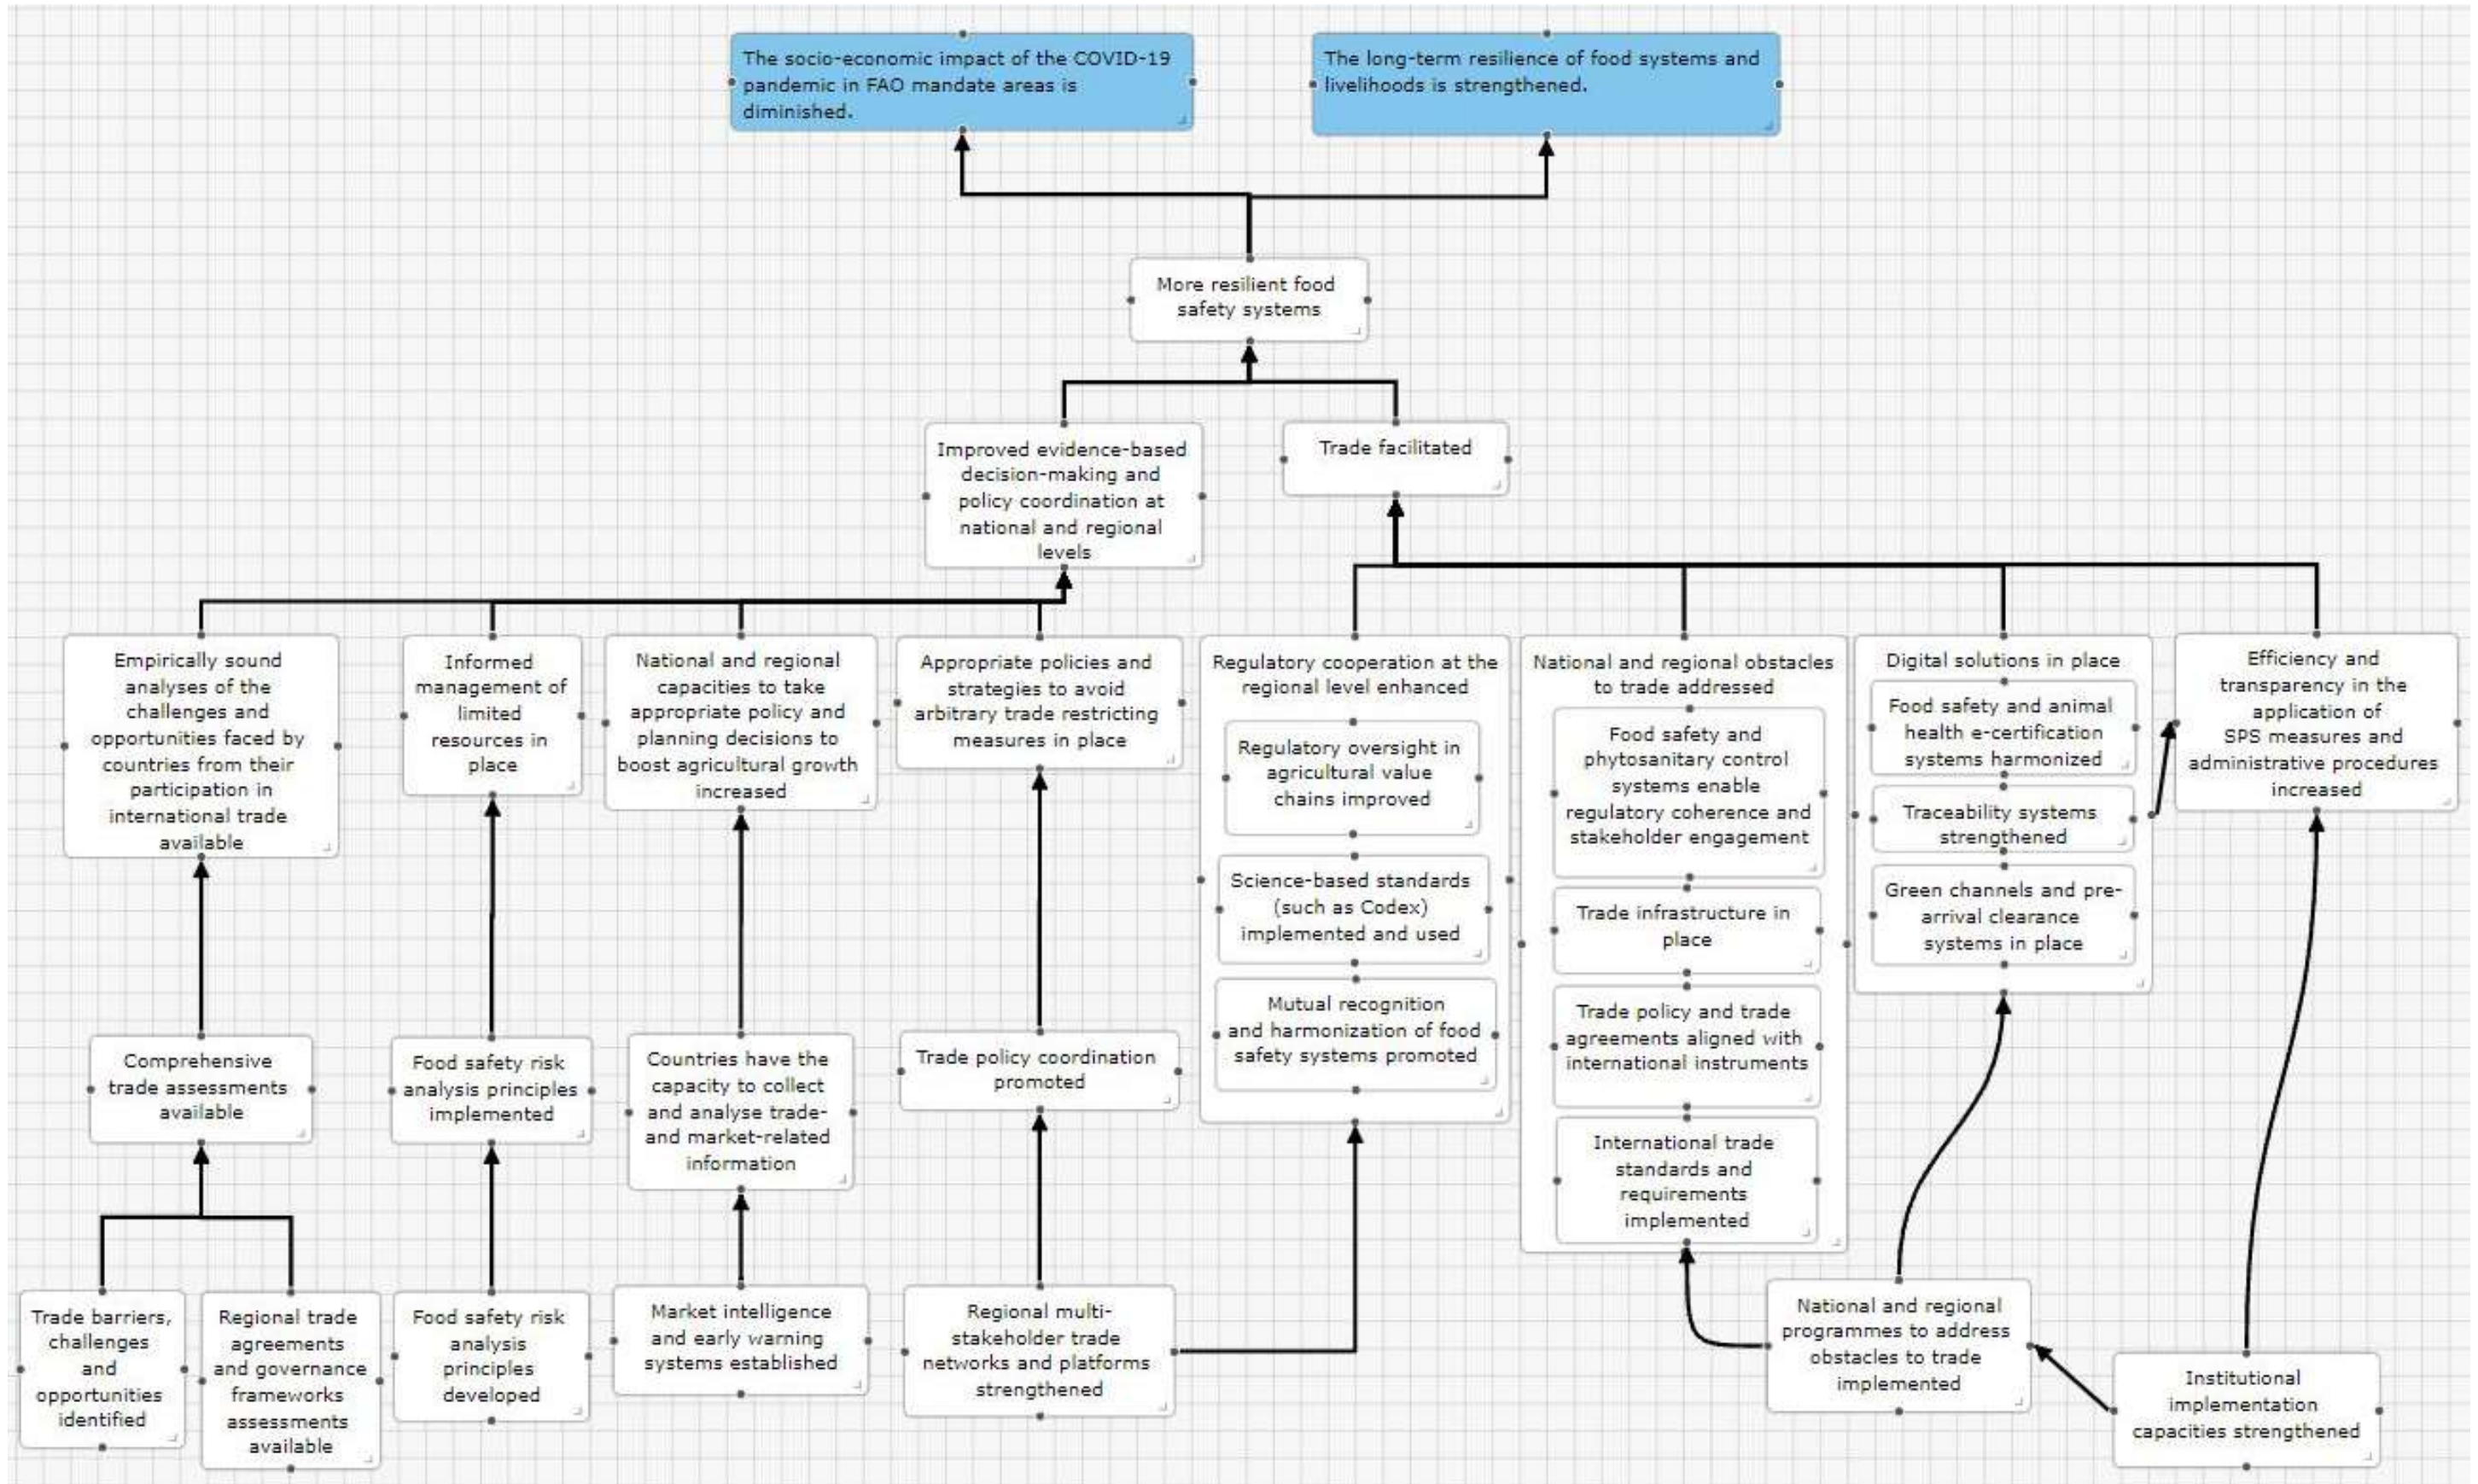 The socio-economic impact of the COVID-19
pandemic in FAO mandate areas is
diminished.
The long-term resilience of food systems and
livelihoods is strengthened.
More resilient food
safety systems
Improved evidence-based
decision-making and
policy coordination at
national and regional
levels
Trade facilitated
Empirically sound
analyses of the
challenges and
opportunities faced by
countries from their
participation in
international trade
available
Informed
management of
limited
resources in
place
National and regional
capacities to take
appropriate policy and
planning decisions to
boost agricultural growth
increased
Appropriate policies and
strategies to avoid
arbitrary trade restricting
measures in place
Regulatory cooperation at the
regional level enhanced
Regulatory oversight in
agricultural value
chains improved
Science-based standards
(such as Codex)
implemented and used
Mutual recognition
and harmonization of food
safety systems promoted
National and regional obstacles
to trade addressed
Food safety and
phytosanitary control
systems enable
regulatory coherence and
stakeholder engagement
Trade infrastructure in
place
Trade policy and trade
agreements aligned with
international instruments
International trade
standards and
requirements
implemented
Digital solutions in place
Food safety and animal
health e-certification
systems harmonized
Traceability systems
strengthened
Green channels and pre-
arrival clearance
systems in place
Efficiency and
transparency in the
application of
SPS measures and
administrative procedures
increased
Comprehensive
trade assessments
available
Food safety risk
analysis principles
implemented
Countries have the
capacity to collect
and analyse trade-
and market-related
information
Trade policy coordination
promoted
Trade barriers,
challenges
and
opportunities
identified
Regional trade
agreements
and governance
frameworks
assessments
available
Food safety risk
analysis
principles
developed
Market intelligence
and early warning
systems established
Regional multi-
stakeholder trade
networks and platforms
strengthened
National and regional
programmes to address
obstacles to trade
implemented
Institutional
implementation
capacities strengthened